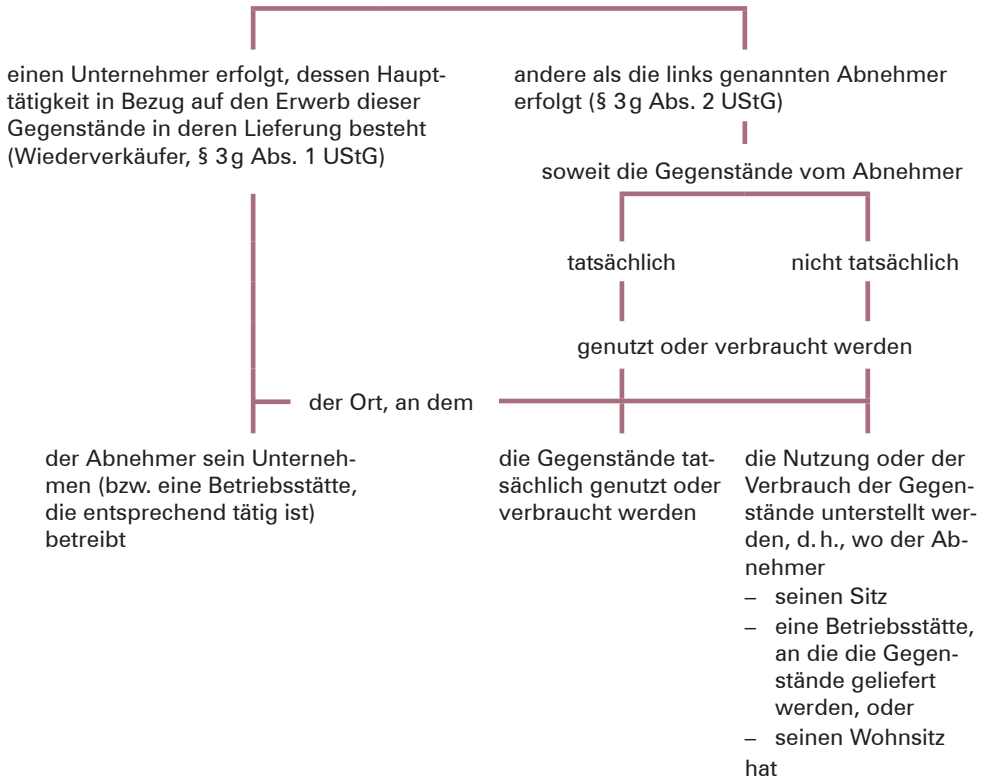 einen Unternehmer erfolgt, dessen Haupt-
tätigkeit in Bezug auf den Erwerb dieser
Gegenstände in deren Lieferung besteht
(Wiederverkäufer, § 3 g Abs. 1 UStG)
andere als die links genannten Abnehmer
erfolgt (§ 3 g Abs. 2 UStG)
soweit die Gegenstände vom Abnehmer
tatsächlich
nicht tatsächlich
genutzt oder verbraucht werden
der Ort, an dem
der Abnehmer sein Unterneh-
men (bzw. eine Betriebsstätte,
die entsprechend tätig ist)
betreibt
die Gegenstände tat-
sächlich genutzt oder
verbraucht werden
die Nutzung oder der
Verbrauch der Gegen-
stände unterstellt wer-
den, d. h., wo der Ab-
nehmer
– seinen Sitz
– eine Betriebsstätte,
an die die Gegen-
stände geliefert
werden, oder
– seinen Wohnsitz
hat